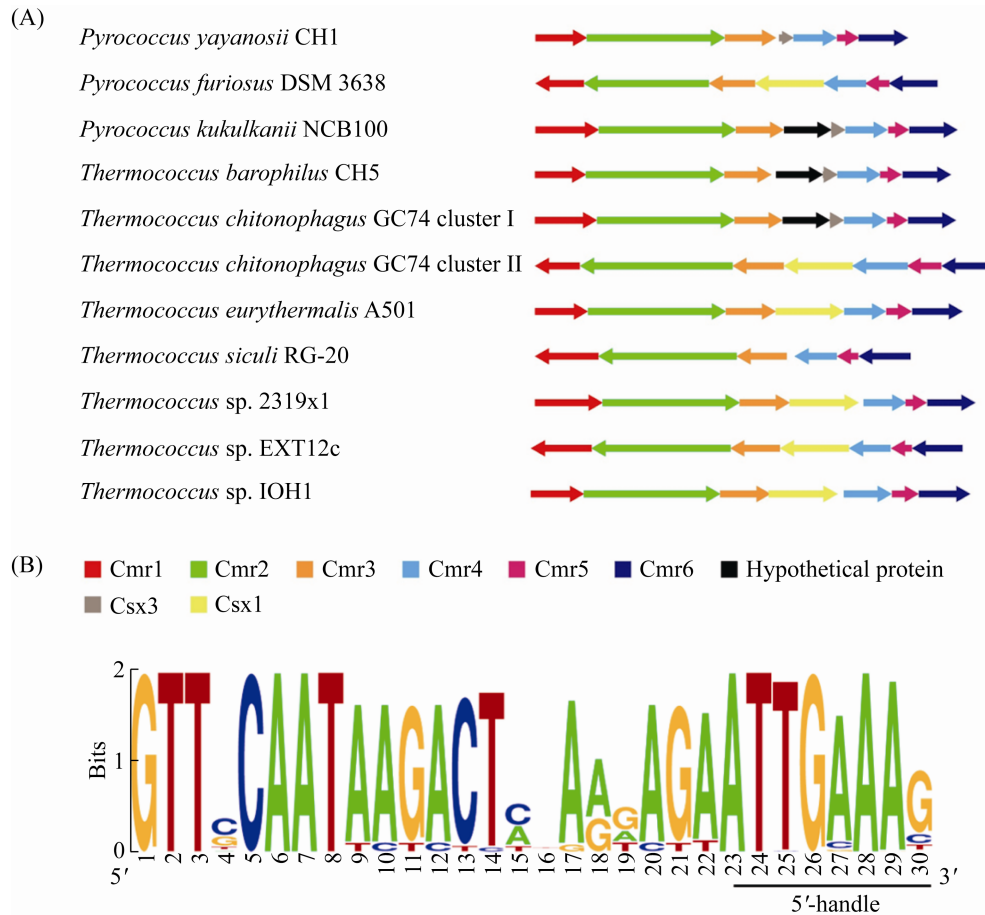 (A)
Pyrococcus yayanosii CH1
Pyrococcus furiosus DSM 3638
Pyrococcus kukulkanii NCB100
Thermococcus barophilus CH5
Thermococcus chitonophagus GC74 cluster I
Thermococcus chitonophagus GC74 cluster II
Thermococcus eurythermalis A501
Thermococcus siculi RG-20
Thermococcus sp. 2319x1
Thermococcus sp. EXT12c
Thermococcus sp. IOH1
(B)
Cmr1 Cmr2 Cmr3 Cmr4 Cmr5 Cmr6 Hypothetical protein
Csx3 Csx1
2
1
0
Bits
GTTCCAATAAGACTC AAGAGAATTGAAAG
G A GA
1 2 3 4 5 6 7 8 9 10 11 12 13 14 15 16 17 18 19 20 21 22 23 24 25 26 27 28 29 30
5′ 3′
5′-handle